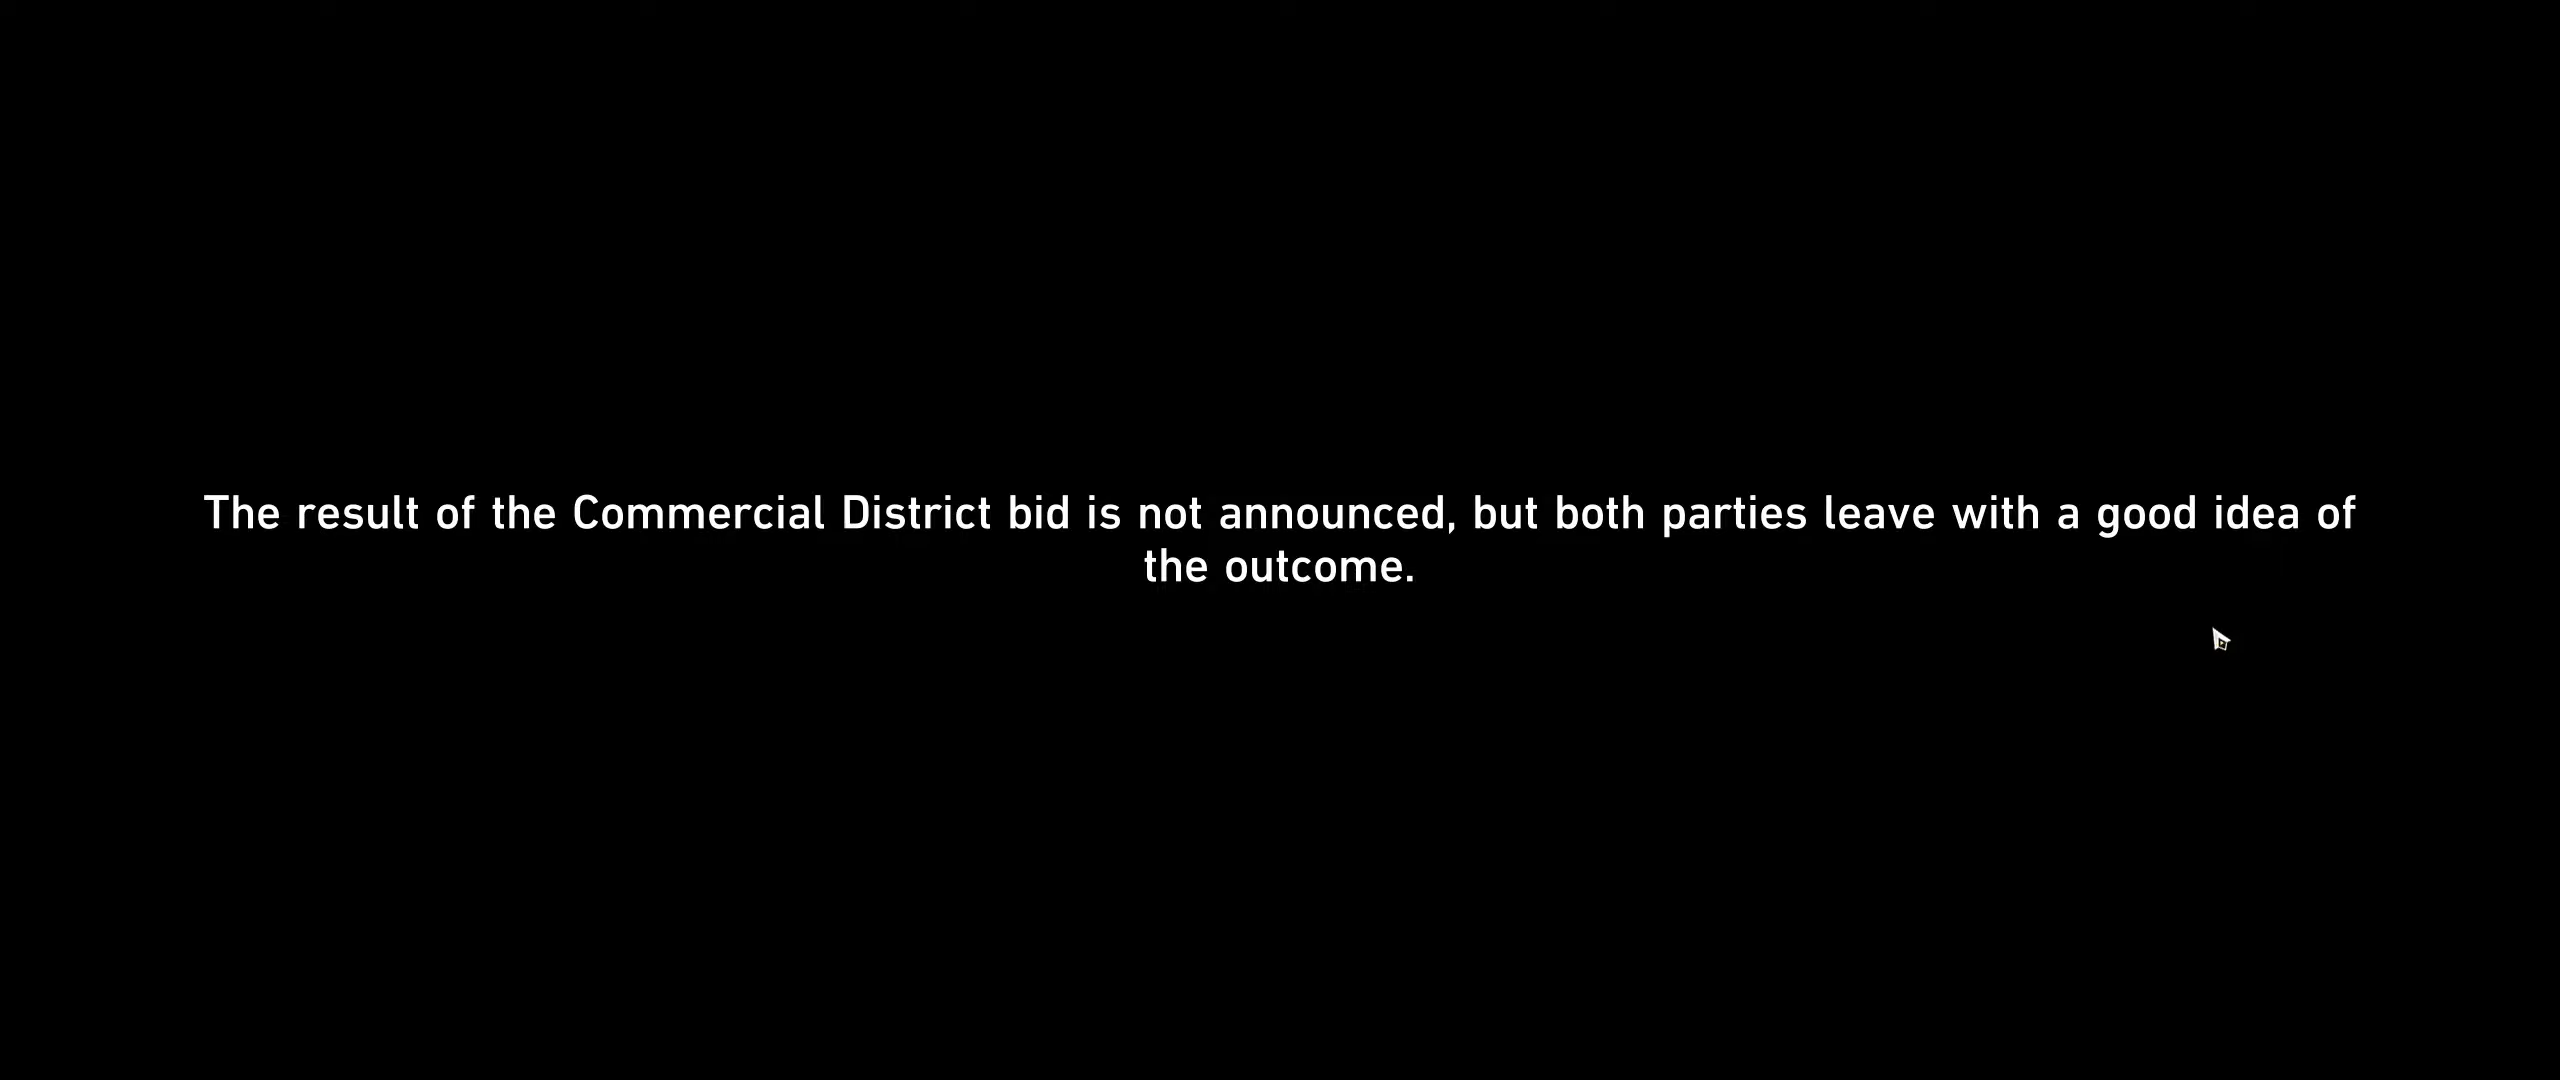 The result of the Commercial District bid is not announced, but both parties leave with a good idea of
the outcome.